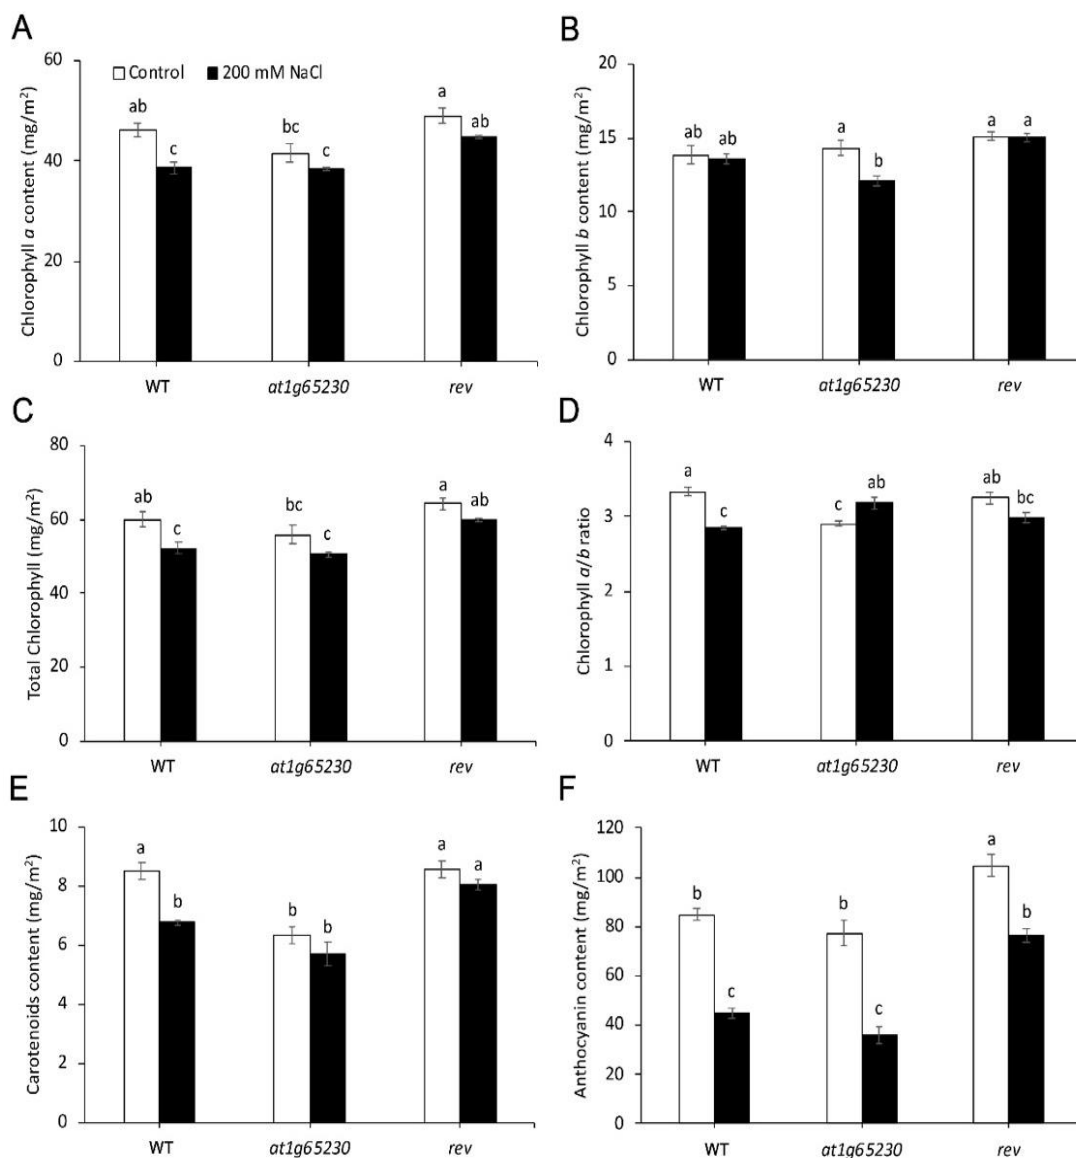 A
Chlorophyll a content (mg/m²)
60
40
20
0
Control
200 mM NaCl
ab
c
bc
c
a
ab
WT
at1g65230
rev
B
Chlorophyll b content (mg/m²)
20
15
10
5
0
ab
ab
a
b
a
a
WT
at1g65230
rev
C
Total Chlorophyll (mg/m²)
80
60
40
20
0
ab
c
bc
c
a
ab
WT
at1g65230
rev
D
Chlorophyll a/b ratio
4
3
2
1
0
a
c
c
ab
ab
bc
WT
at1g65230
rev
E
Carotenoids content (mg/m²)
10
8
6
4
2
0
a
b
b
b
a
a
WT
at1g65230
rev
F
Anthocyanin content (mg/m²)
120
100
80
60
40
20
0
b
c
b
c
a
b
WT
at1g65230
rev